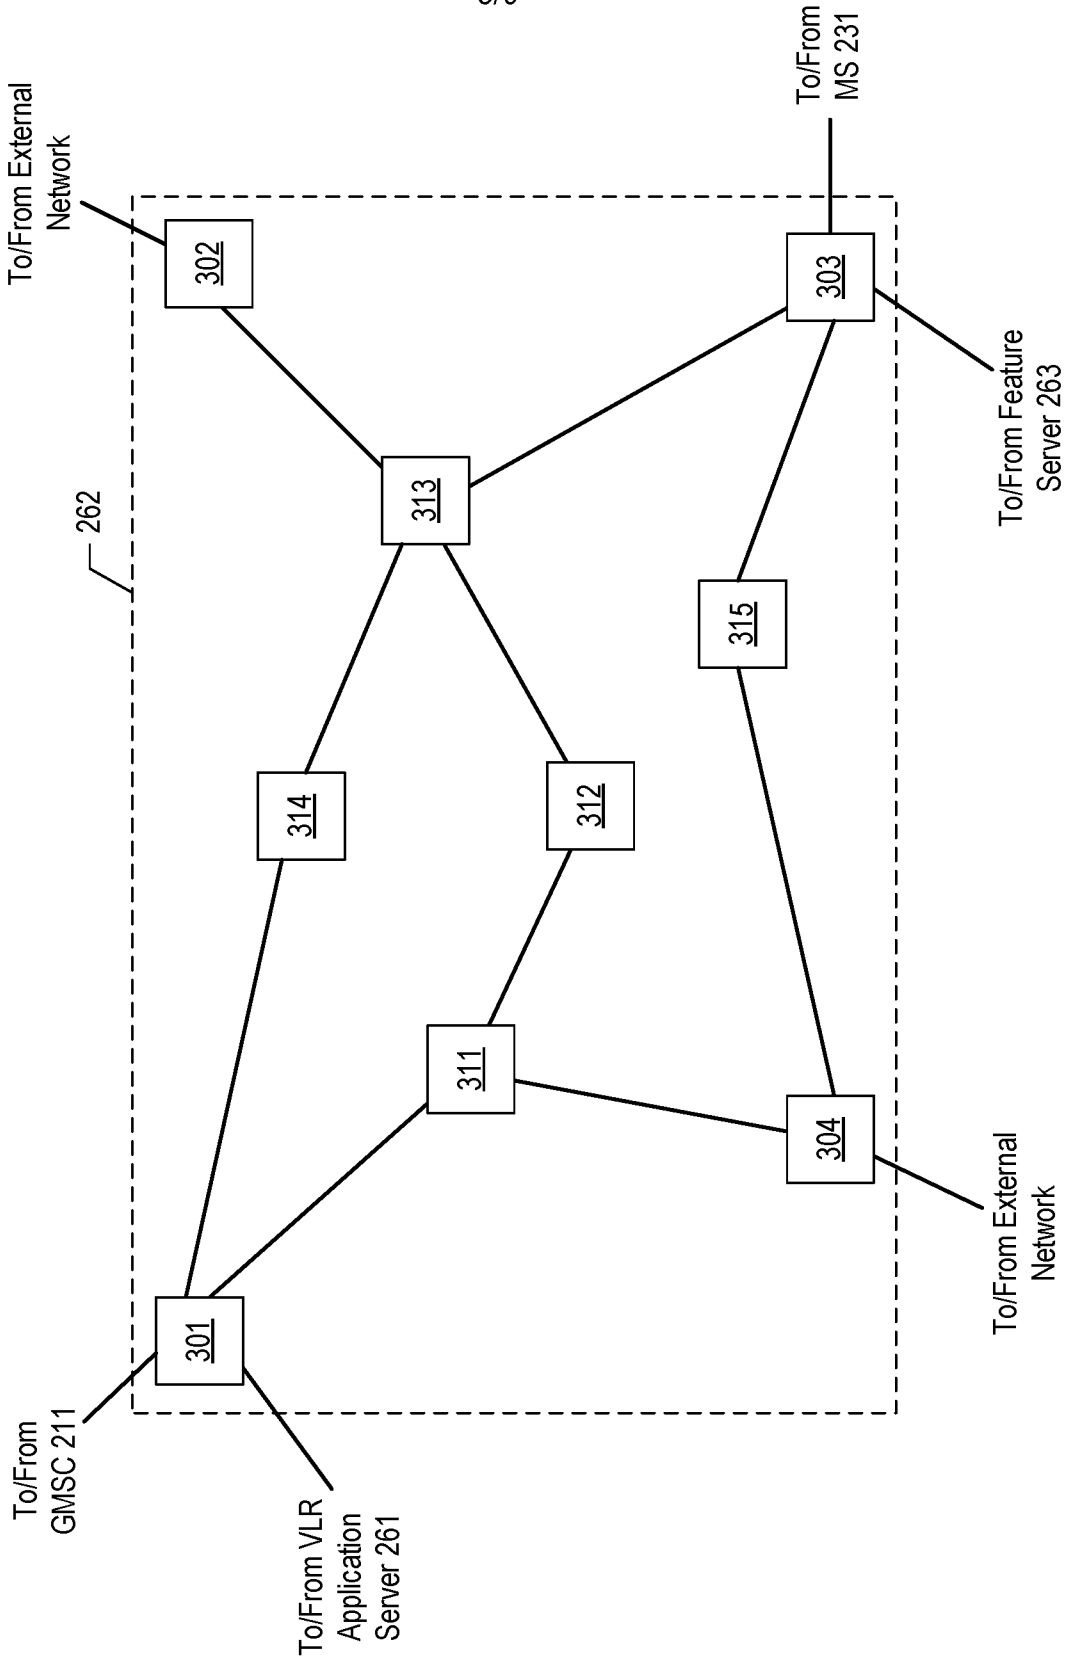 To/From
GMSC 211
To/From External
Network
262
301
302
314
To/From VLR
Application
Server 261
313
311
312
315
304
303
To/From
MS 231
To/From External
Network
To/From Feature
Server 263